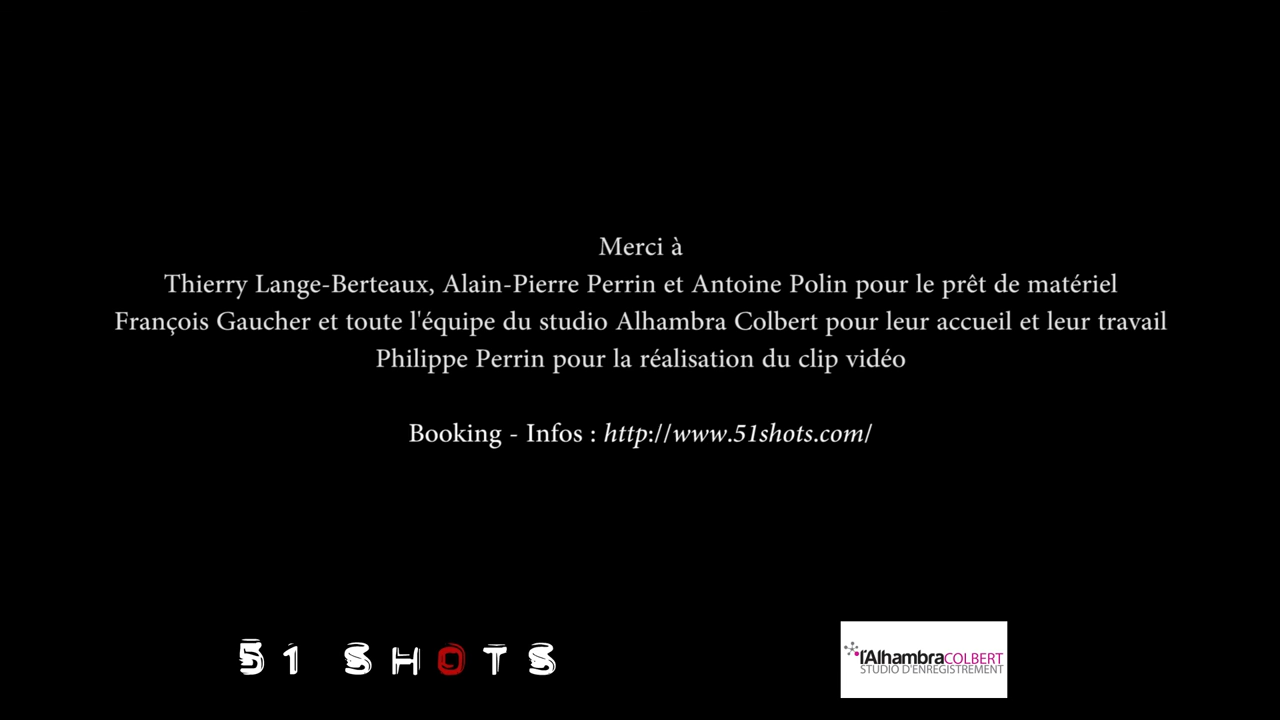 Merci à
Thierry Lange-Berteaux, Alain-Pierre Perrin et Antoine Polin pour le prêt de matériel
François Gaucher et toute l'équipe du studio Alhambra Colbert pour leur accueil et leur travail
Philippe Perrin pour la réalisation du clip vidéo
Booking - Infos : http://www.51shots.com/
51 SHOTS
l'AlhambraCOLBERT
STUDIO D'ENREGISTREMENT